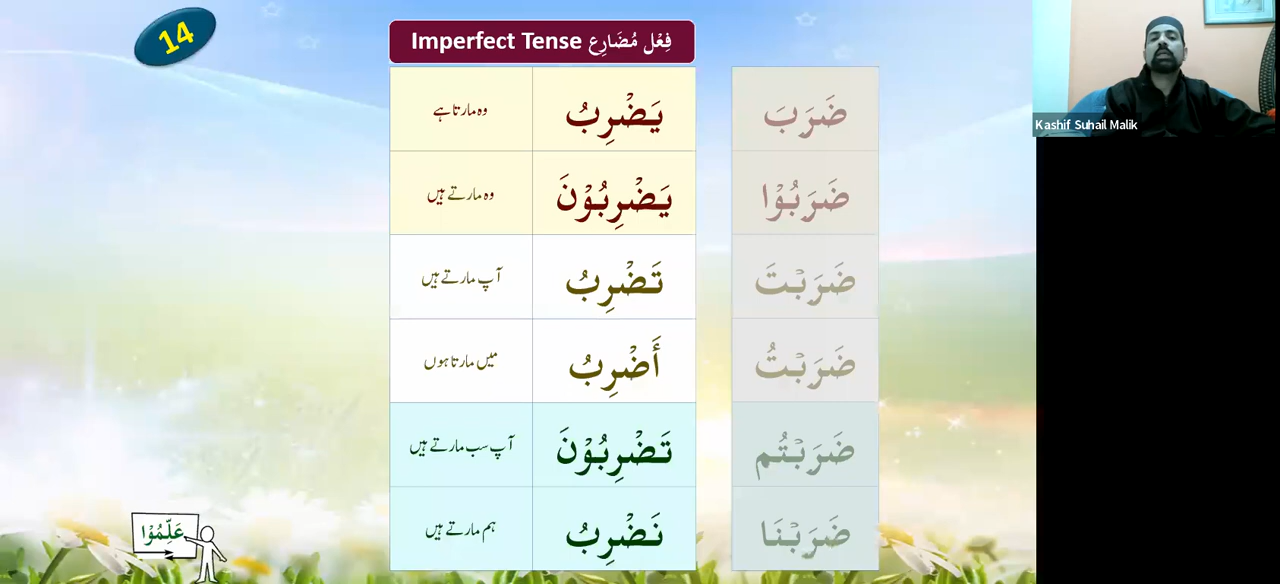 14
Imperfect Tense فِعْل مُضَارِع
ضَرَبَ يَضْرِبُ وہ مارتا ہے
ضَرَبُوْا يَضْرِبُوْنَ وہ مارتے ہیں
ضَرَبْتَ تَضْرِبُ آپ مارتے ہیں
ضَرَبْتُ أَضْرِبُ میں مارتا ہوں
ضَرَبْتُم تَضْرِبُوْنَ آپ سب مارتے ہیں
ضَرَبْنَا نَضْرِبُ ہم مارتے ہیں
عَلِّمُوْا
Kashif Suhail Malik